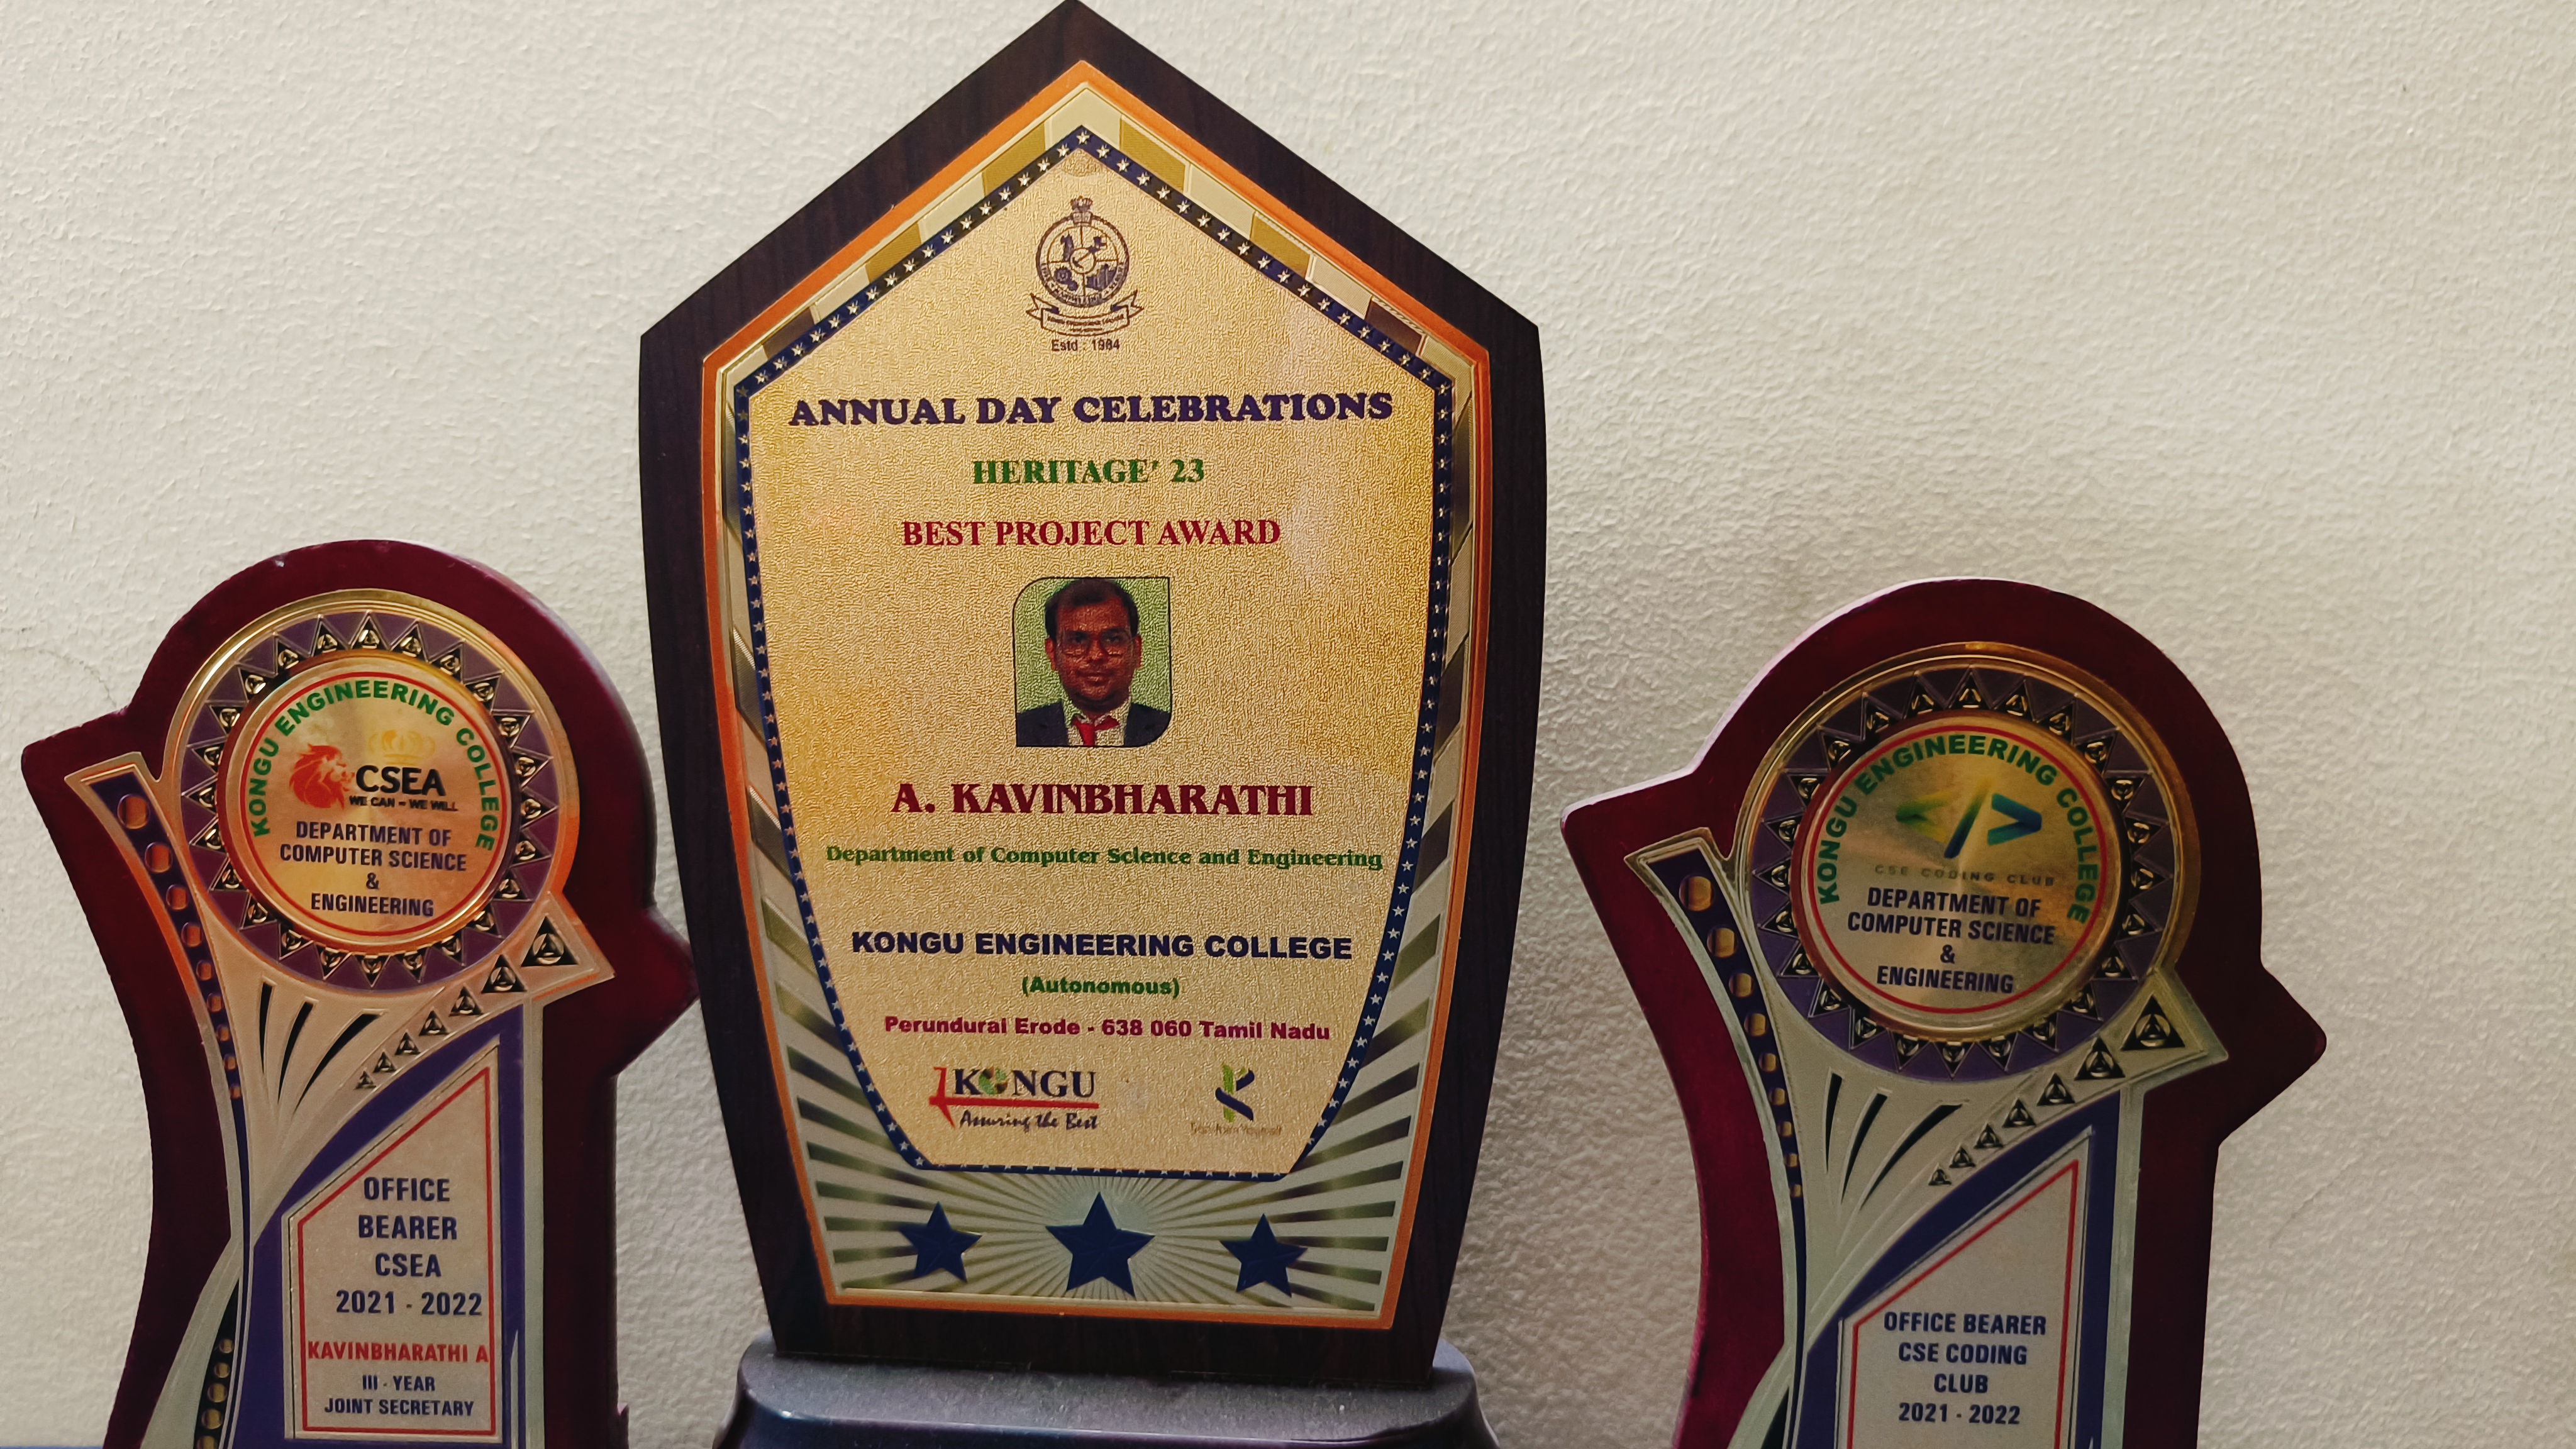 KONGU ENGINEERING COLLEGE
CSEA
WE CAN - WE WILL
DEPARTMENT OF
COMPUTER SCIENCE
&
ENGINEERING
OFFICE
BEARER
CSEA
2021 - 2022
KAVINBHARATHI A
III - YEAR
JOINT SECRETARY
Estd : 1984
ANNUAL DAY CELEBRATIONS
HERITAGE' 23
BEST PROJECT AWARD
A. KAVINBHARATHI
Department of Computer Science and Engineering
KONGU ENGINEERING COLLEGE
(Autonomous)
Perundurai Erode - 638 060 Tamil Nadu
KONGU
Assuring the Best
KONGU ENGINEERING COLLEGE
CSE CODING CLUB
DEPARTMENT OF
COMPUTER SCIENCE
&
ENGINEERING
OFFICE BEARER
CSE CODING
CLUB
2021 - 2022